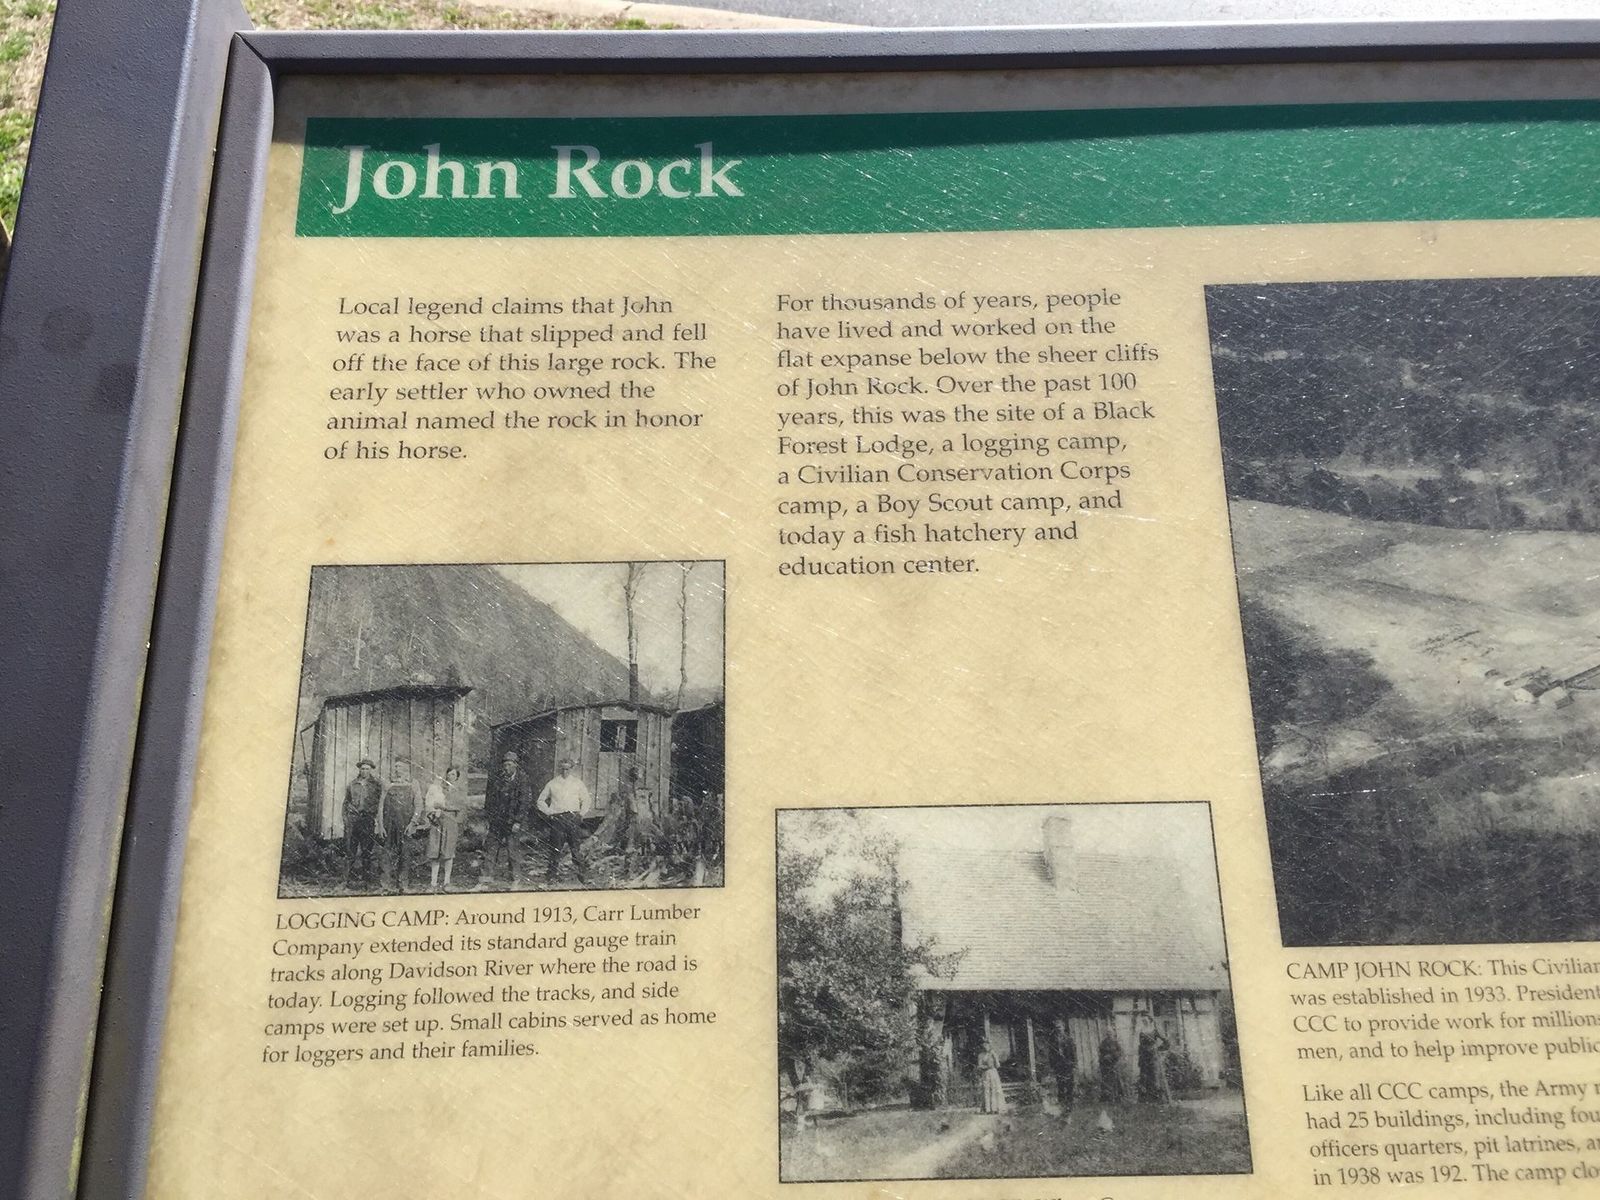 John Rock
Local legend claims that John
was a horse that slipped and fell
off the face of this large rock. The
early settler who owned the
animal named the rock in honor
of his horse.
For thousands of years, people
have lived and worked on the
flat expanse below the sheer cliffs
of John Rock. Over the past 100
years, this was the site of a Black
Forest Lodge, a logging camp,
a Civilian Conservation Corps
camp, a Boy Scout camp, and
today a fish hatchery and
education center.
LOGGING CAMP: Around 1913, Carr Lumber
Company extended its standard gauge train
tracks along Davidson River where the road is
today. Logging followed the tracks, and side
camps were set up. Small cabins served as home
for loggers and their families.
CAMP JOHN ROCK: This Civilian
was established in 1933. President
CCC to provide work for millions
men, and to help improve public
Like all CCC camps, the Army
had 25 buildings, including
officers quarters, pit latrines,
in 1938 was 192. The camp